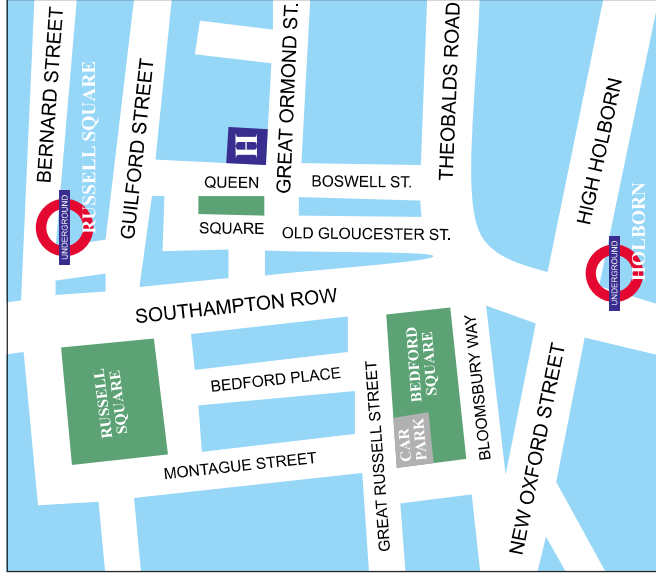 BERNARD STREET
RUSSELL SQUARE
UNDERGROUND
GUILFORD STREET
GREAT ORMOND ST.
H
THEOBALDS ROAD
HIGH HOLBORN
HOLBORN
UNDERGROUND
QUEEN
SQUARE
BOSWELL ST.
OLD GLOUCESTER ST.
SOUTHAMPTON ROW
RUSSELL
SQUARE
BEDFORD PLACE
MONTAGUE STREET
GREAT RUSSELL STREET
BEDFORD
SQUARE
CAR
PARK
BLOOMSBURY WAY
NEW OXFORD STREET